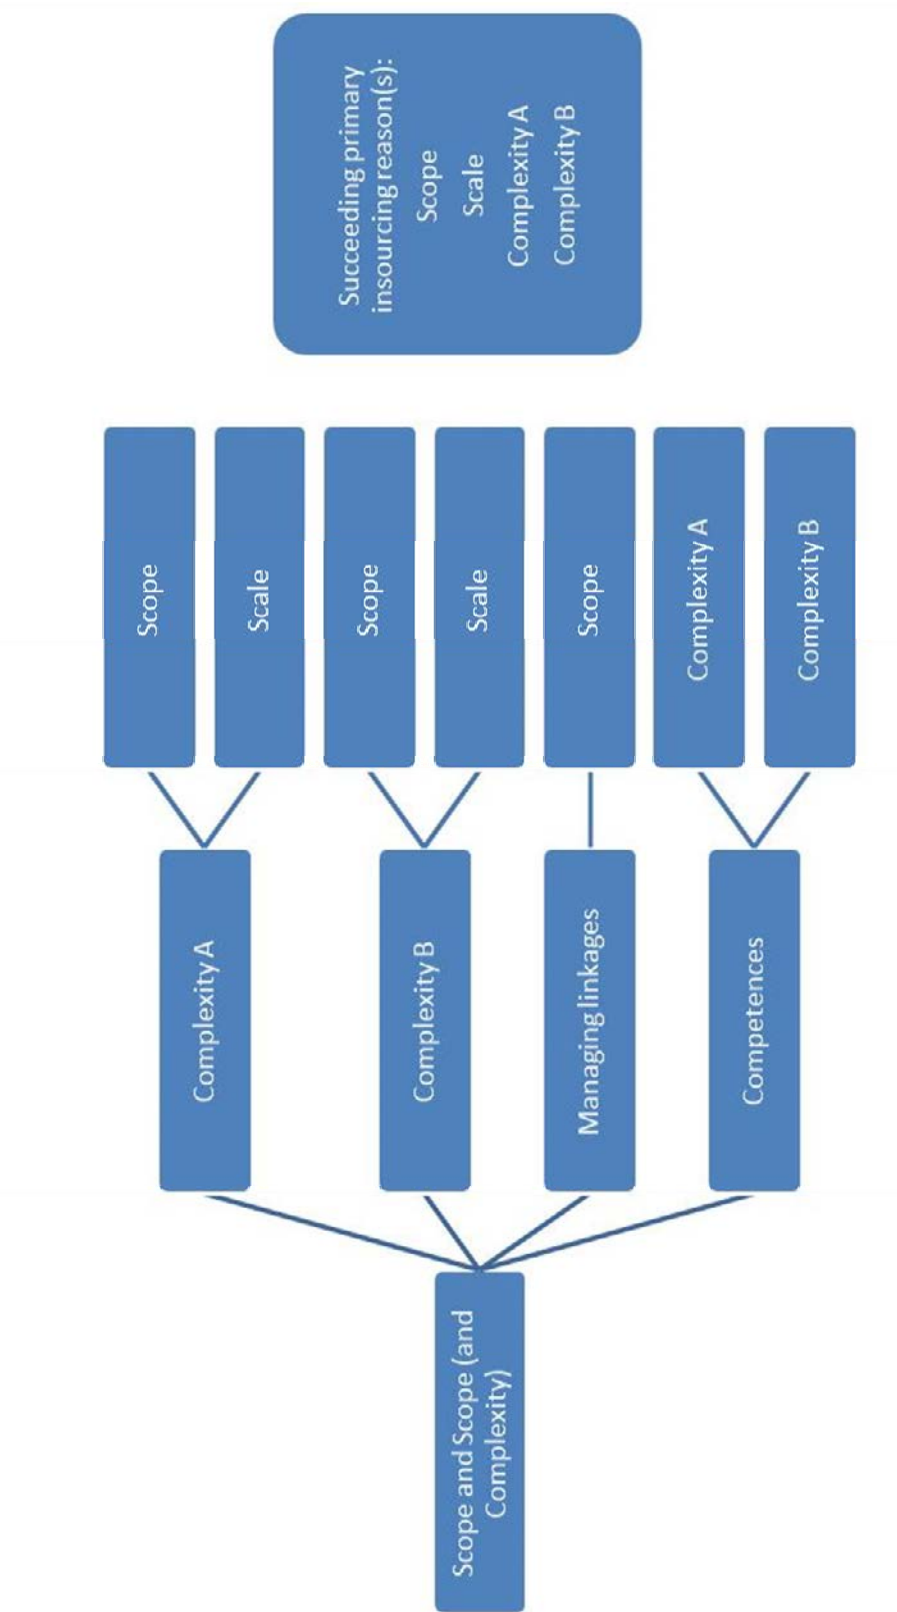 Scope and Scope (and
Complexity)
Complexity A
Complexity B
Managing linkages
Competences
Scope
Scale
Scope
Scale
Scope
Complexity A
Complexity B
Succeeding primary
insourcing reason(s):
Scope
Scale
Complexity A
Complexity B